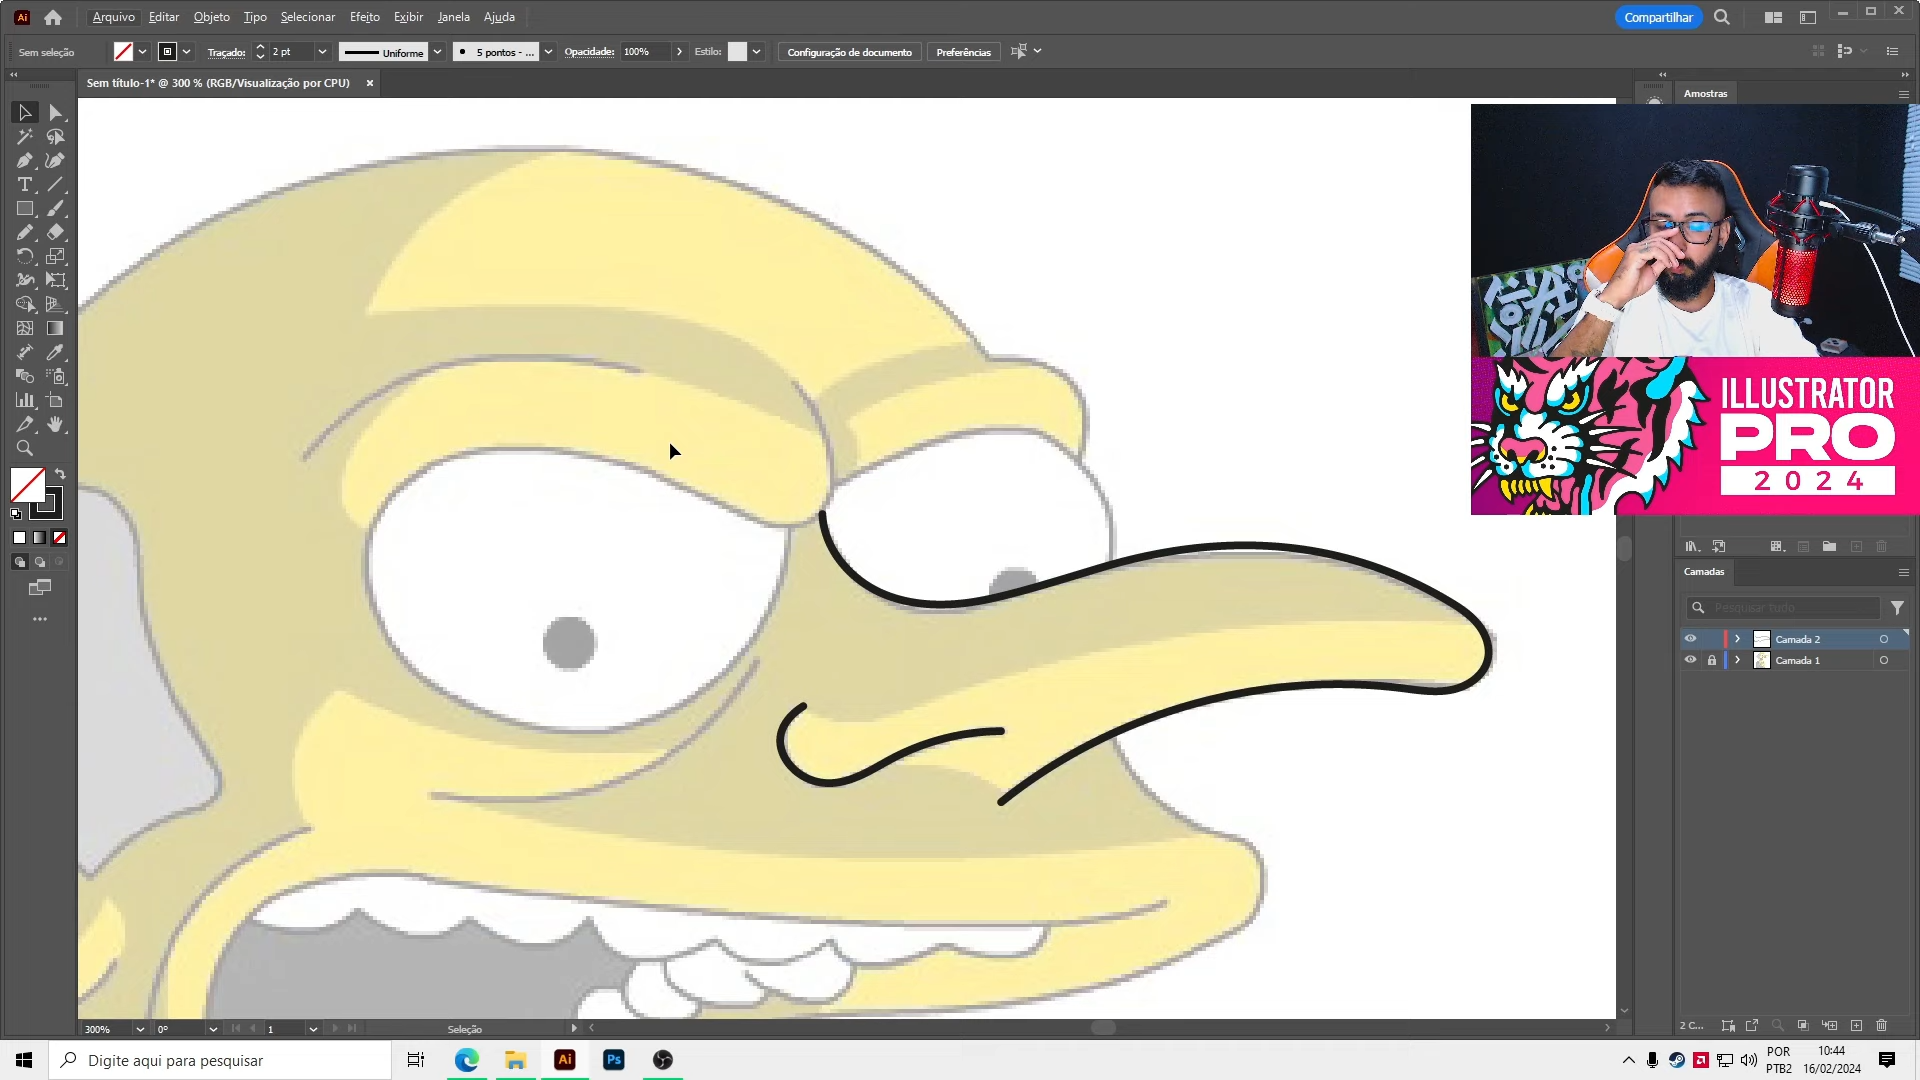 Arquivo Editar Objeto Tipo Selecionar Efeito Exibir Janela Ajuda
Compartilhar
Sem seleção Traçado: 2 pt Uniforme 5 pontos - ... Opacidade: 100% Estilo: Configuração de documento Preferências
Sem título-1* @ 300 % (RGB/Visualização por CPU)
Amostras
ILLUSTRATOR
PRO
2024
Camadas
Pesquisar tudo
Camada 2
Camada 1
2 C...
300% 0° 1 Seleção
Digite aqui para pesquisar
POR
PTB2
10:44
16/02/2024